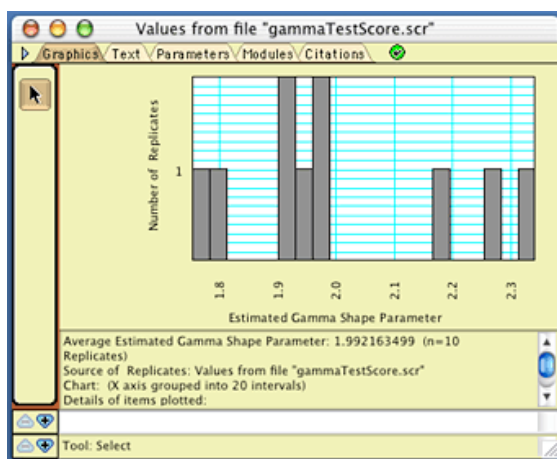 Values from file "gammaTestScore.scr"
Graphics Text Parameters Modules Citations
Number of Replicates
1
1.8 1.9 2.0 2.1 2.2 2.3
Estimated Gamma Shape Parameter
Average Estimated Gamma Shape Parameter: 1.992163499 (n=10
Replicates)
Source of Replicates: Values from file "gammaTestScore.scr"
Chart: (X axis grouped into 20 intervals)
Details of items plotted:
Tool: Select